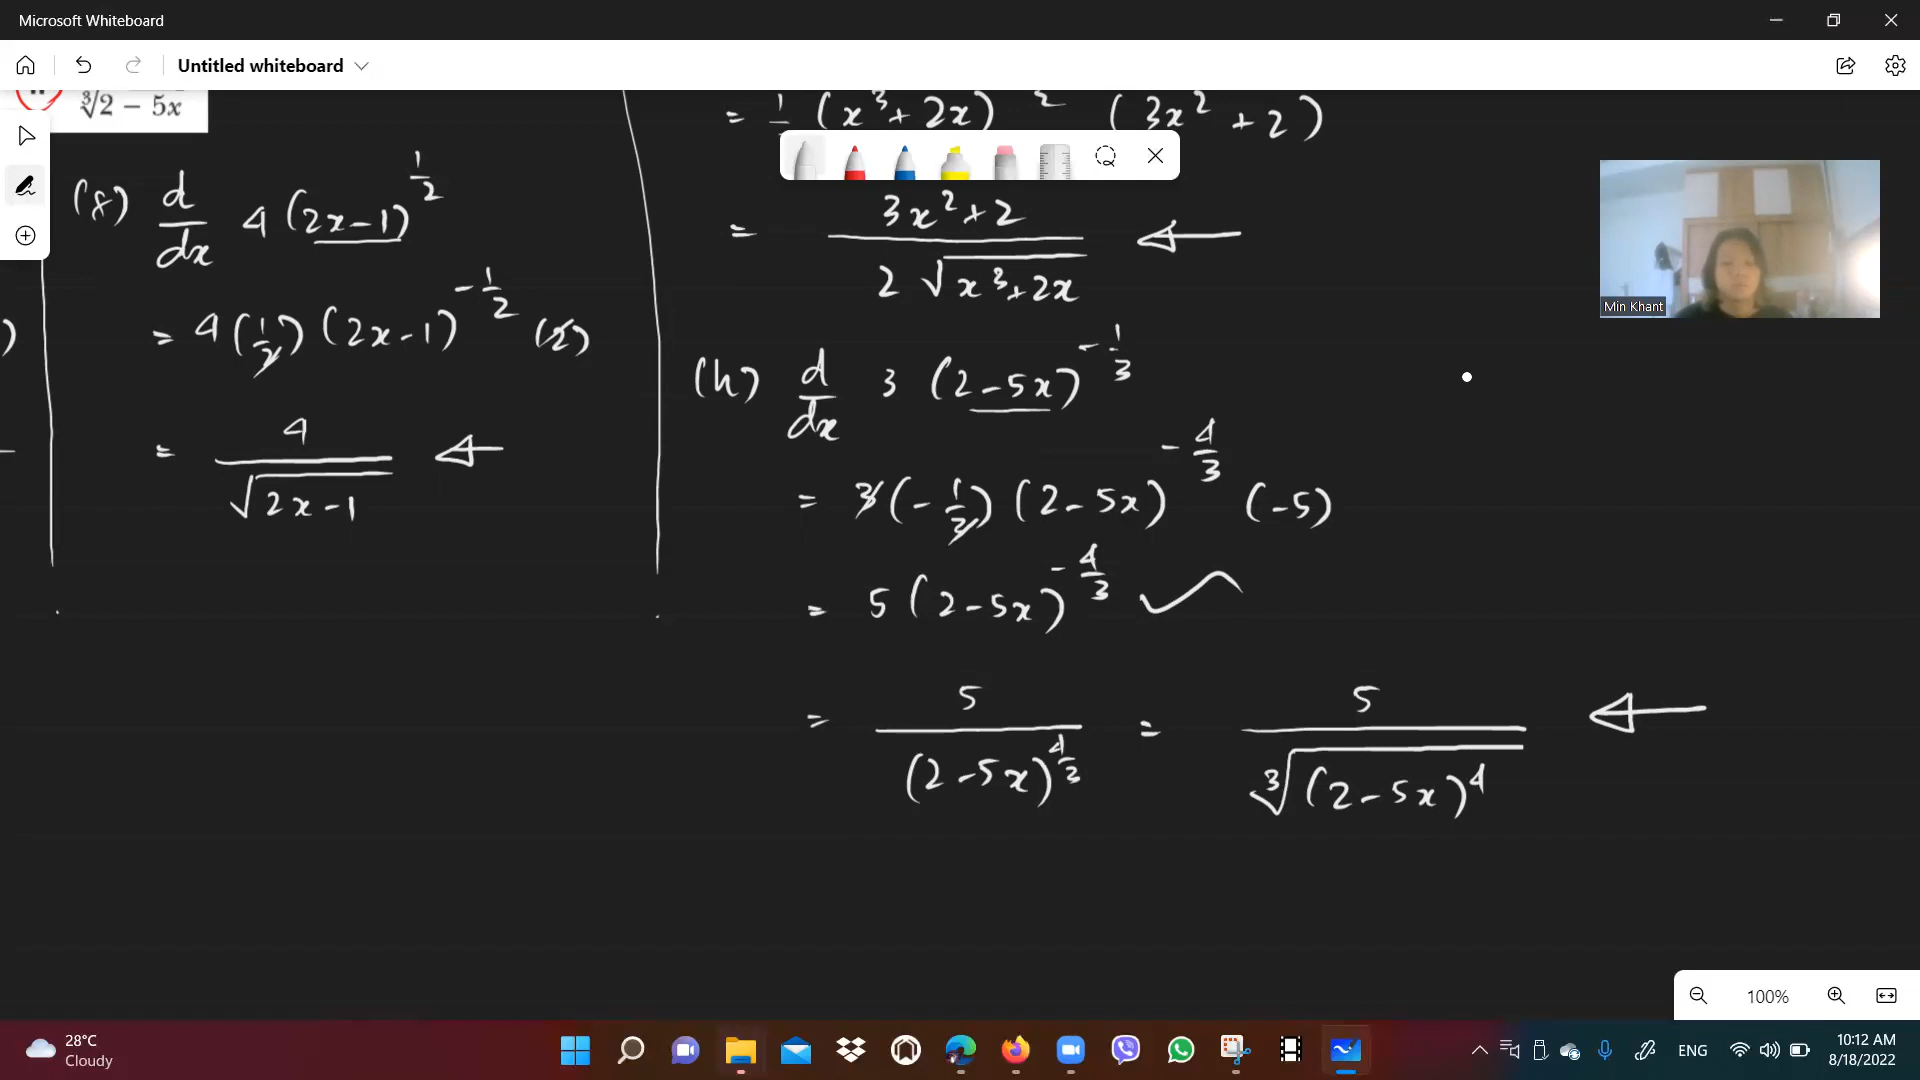 Microsoft Whiteboard
Untitled whiteboard
∛2 − 5x
(g) d/dx 4 (2x-1)^1/2
= 4(1/2) (2x-1)^-1/2 (2)
= 4/√2x-1
(x³+2x) (3x²+2)
= 3x²+2/2√x³+2x
(h) d/dx 3 (2-5x)^-1/3
= 3(-1/3) (2-5x)^-4/3 (-5)
= 5(2-5x)^-4/3
= 5/(2-5x)^4/3 = 5/∛(2-5x)^4
Min Khant
100%
28°C
Cloudy
ENG
10:12 AM
8/18/2022